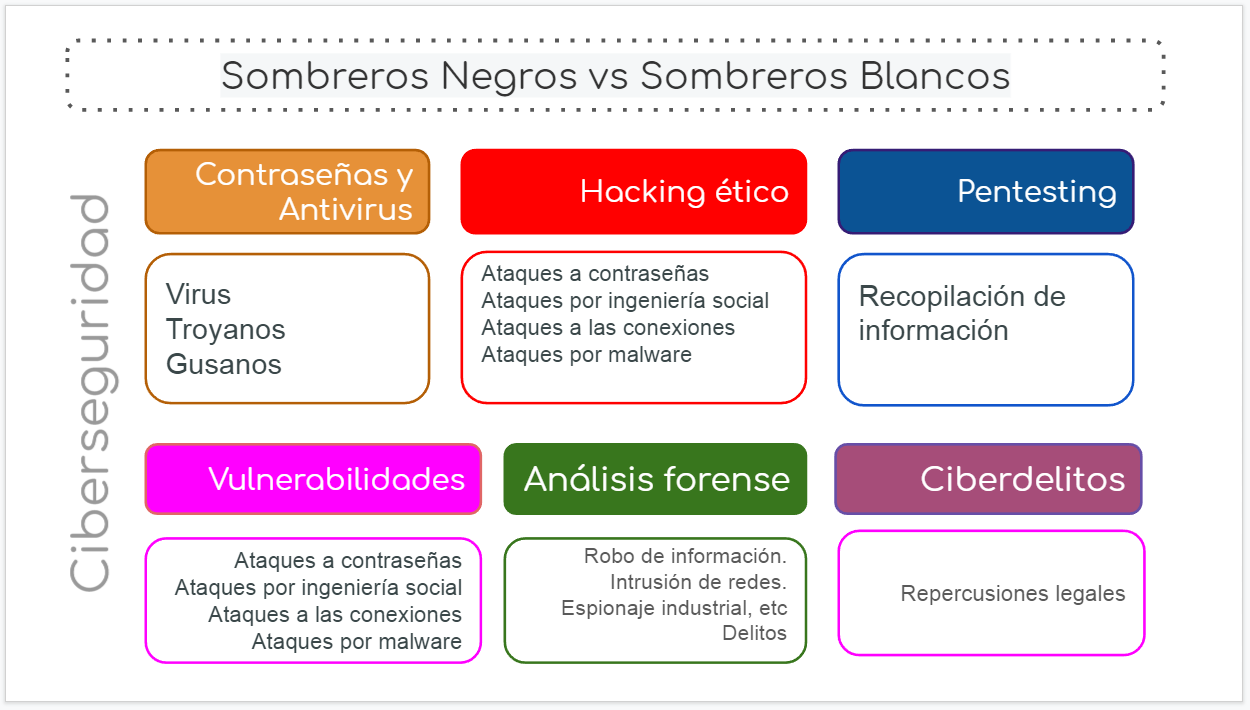 Sombreros Negros vs Sombreros Blancos
Ciberseguridad
Contraseñas y
Antivirus
Virus
Troyanos
Gusanos
Hacking ético
Ataques a contraseñas
Ataques por ingeniería social
Ataques a las conexiones
Ataques por malware
Pentesting
Recopilación de
información
Vulnerabilidades
Ataques a contraseñas
Ataques por ingeniería social
Ataques a las conexiones
Ataques por malware
Análisis forense
Robo de información.
Intrusión de redes.
Espionaje industrial, etc
Delitos
Ciberdelitos
Repercusiones legales